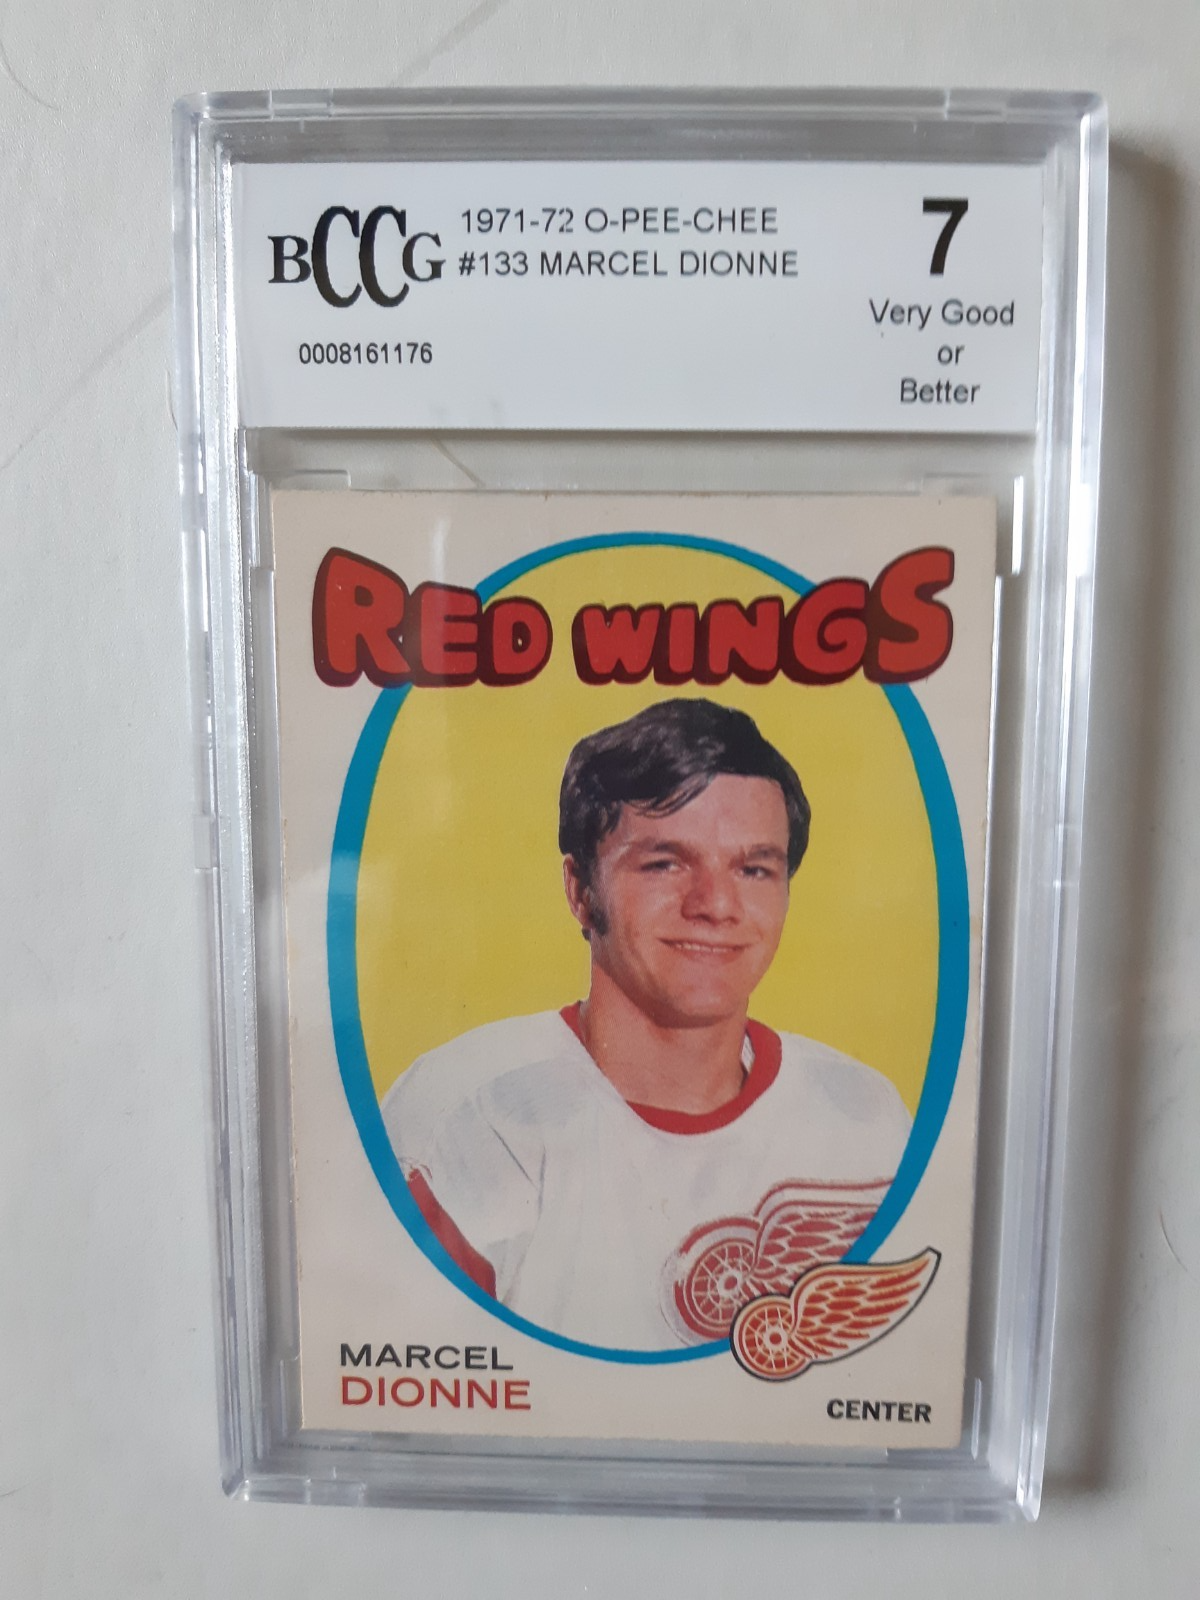 BCCG
1971-72 O-PEE-CHEE
#133 MARCEL DIONNE
0008161176
7
Very Good
or
Better
RED WINGS
MARCEL
DIONNE
CENTER